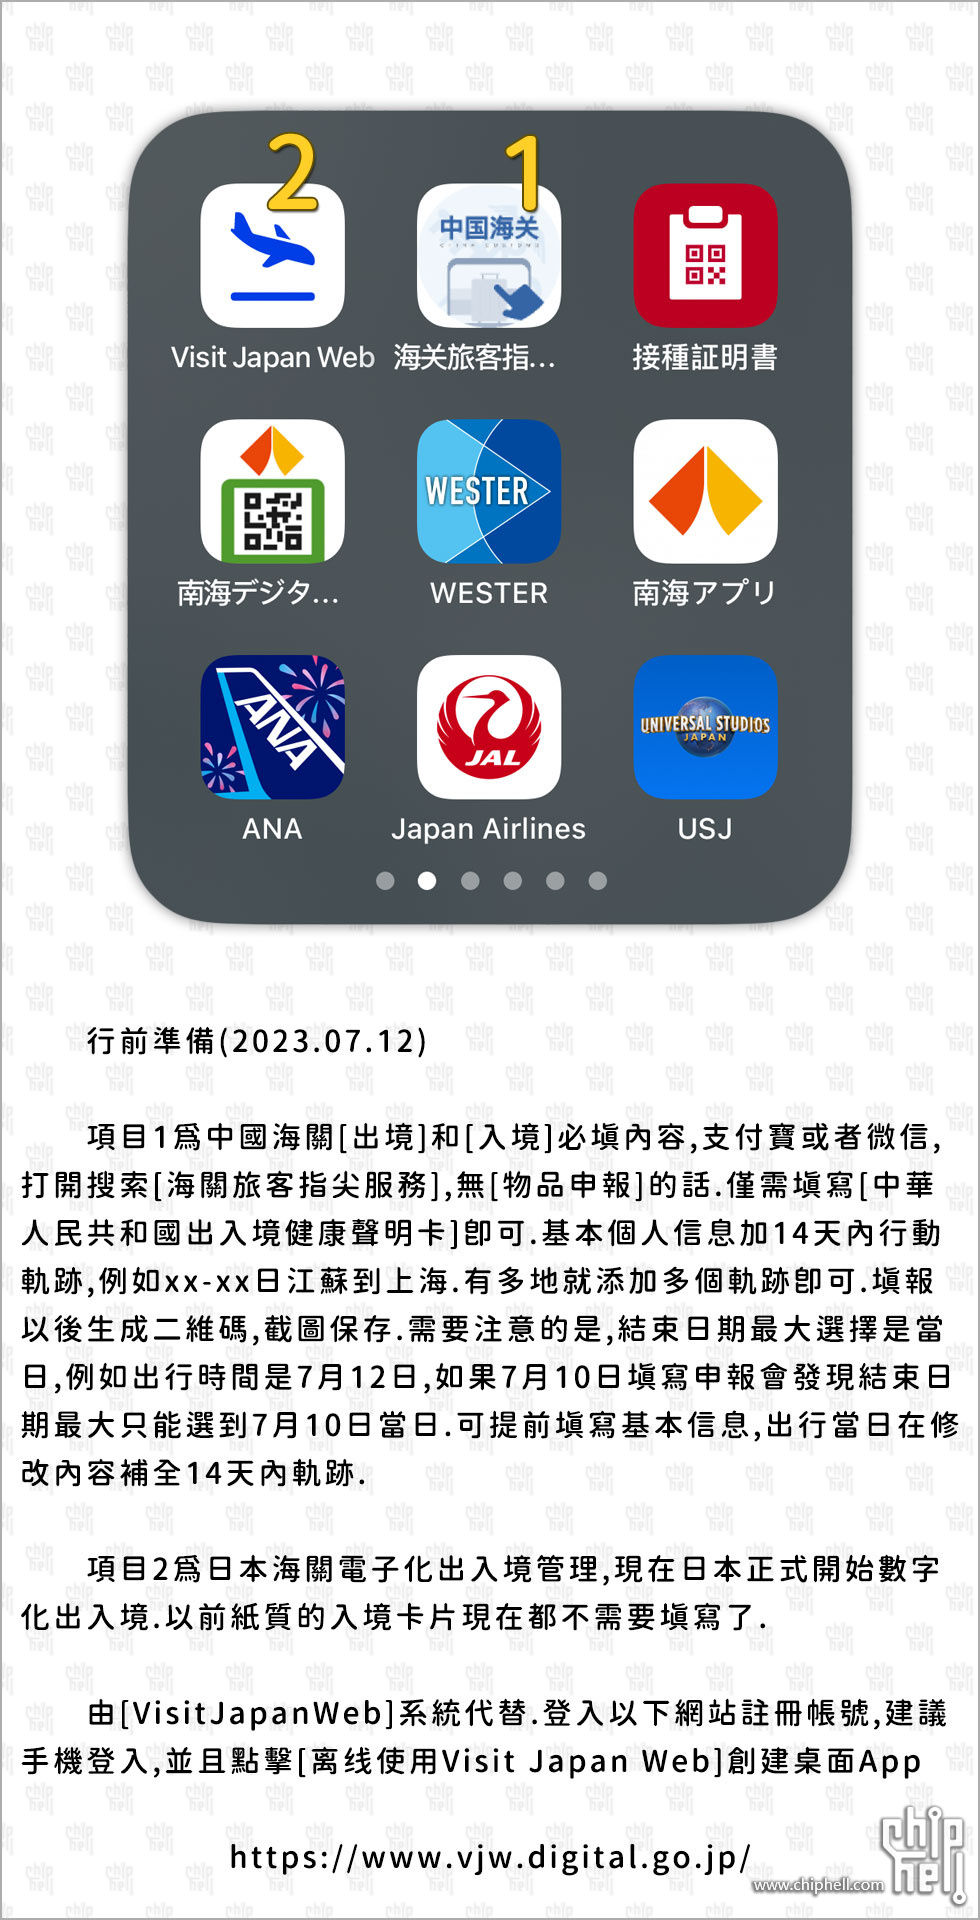 2
1
中国海关
CHINA CUSTOMS
Visit Japan Web
海关旅客指...
接種証明書
WESTER
南海デジタ...
WESTER
南海アプリ
ANA
JAL
UNIVERSAL STUDIOS
JAPAN
ANA
Japan Airlines
USJ
行前準備(2023.07.12)
項目1爲中國海關[出境]和[入境]必塡內容,支付寶或者微信,
打開搜索[海關旅客指尖服務],無[物品申報]的話.僅需塡寫[中華
人民共和國出入境健康聲明卡]卽可.基本個人信息加14天內行動
軌跡,例如xx-xx日江蘇到上海.有多地就添加多個軌跡卽可.塡報
以後生成二維碼,截圖保存.需要注意的是,結束日期最大選擇是當
日,例如出行時間是7月12日,如果7月10日塡寫申報會發現結束日
期最大只能選到7月10日當日.可提前塡寫基本信息,出行當日在修
改內容補全14天內軌跡.
項目2爲日本海關電子化出入境管理,現在日本正式開始數字
化出入境.以前紙質的入境卡片現在都不需要塡寫了.
由[VisitJapanWeb]系統代替.登入以下網站註冊帳號,建議
手機登入,並且點擊[离线使用Visit Japan Web]創建桌面App
https://www.vjw.digital.go.jp/
chip
hell
www.chiphell.com